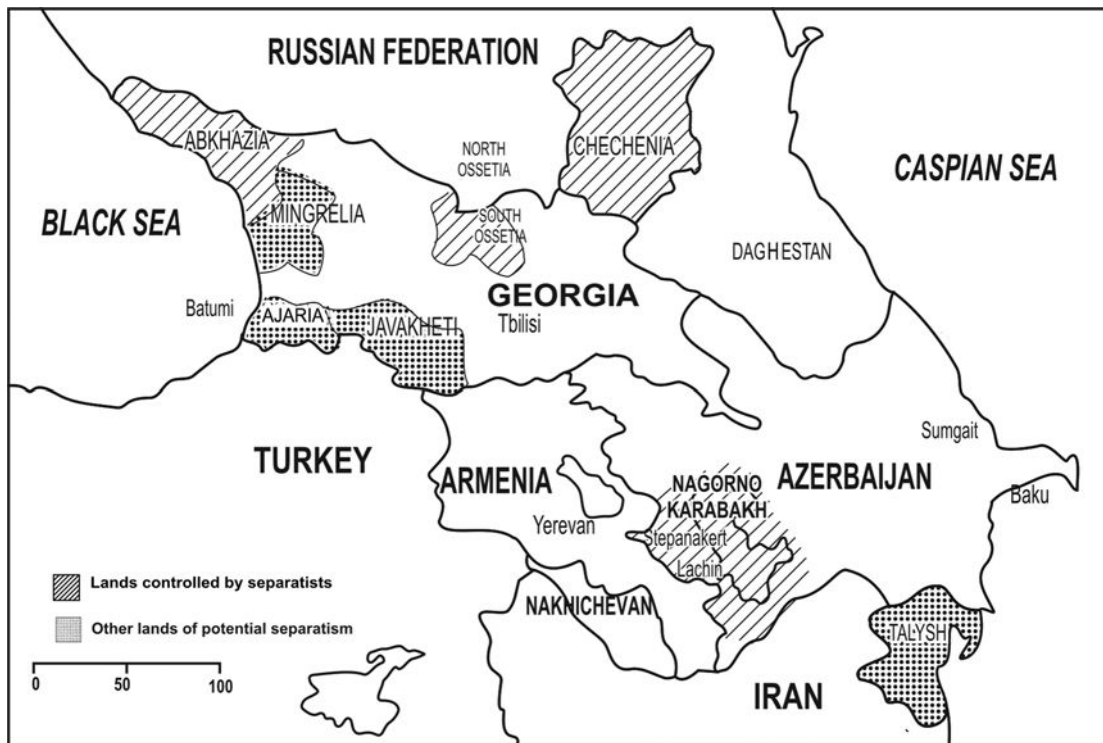 RUSSIAN FEDERATION
ABKHAZIA
NORTH
OSSETIA
CHECHENIA
CASPIAN SEA
BLACK SEA
MINGRELIA
SOUTH
OSSETIA
DAGHESTAN
Batumi
AJARIA
JAVAKHETI
GEORGIA
Tbilisi
TURKEY
ARMENIA
Yerevan
NAGORNO
KARABAKH
Stepanakert
Lachin
AZERBAIJAN
Sumgait
Baku
NAKHICHEVAN
TALYSH
IRAN
Lands controlled by separatists
Other lands of potential separatism
0 50 100